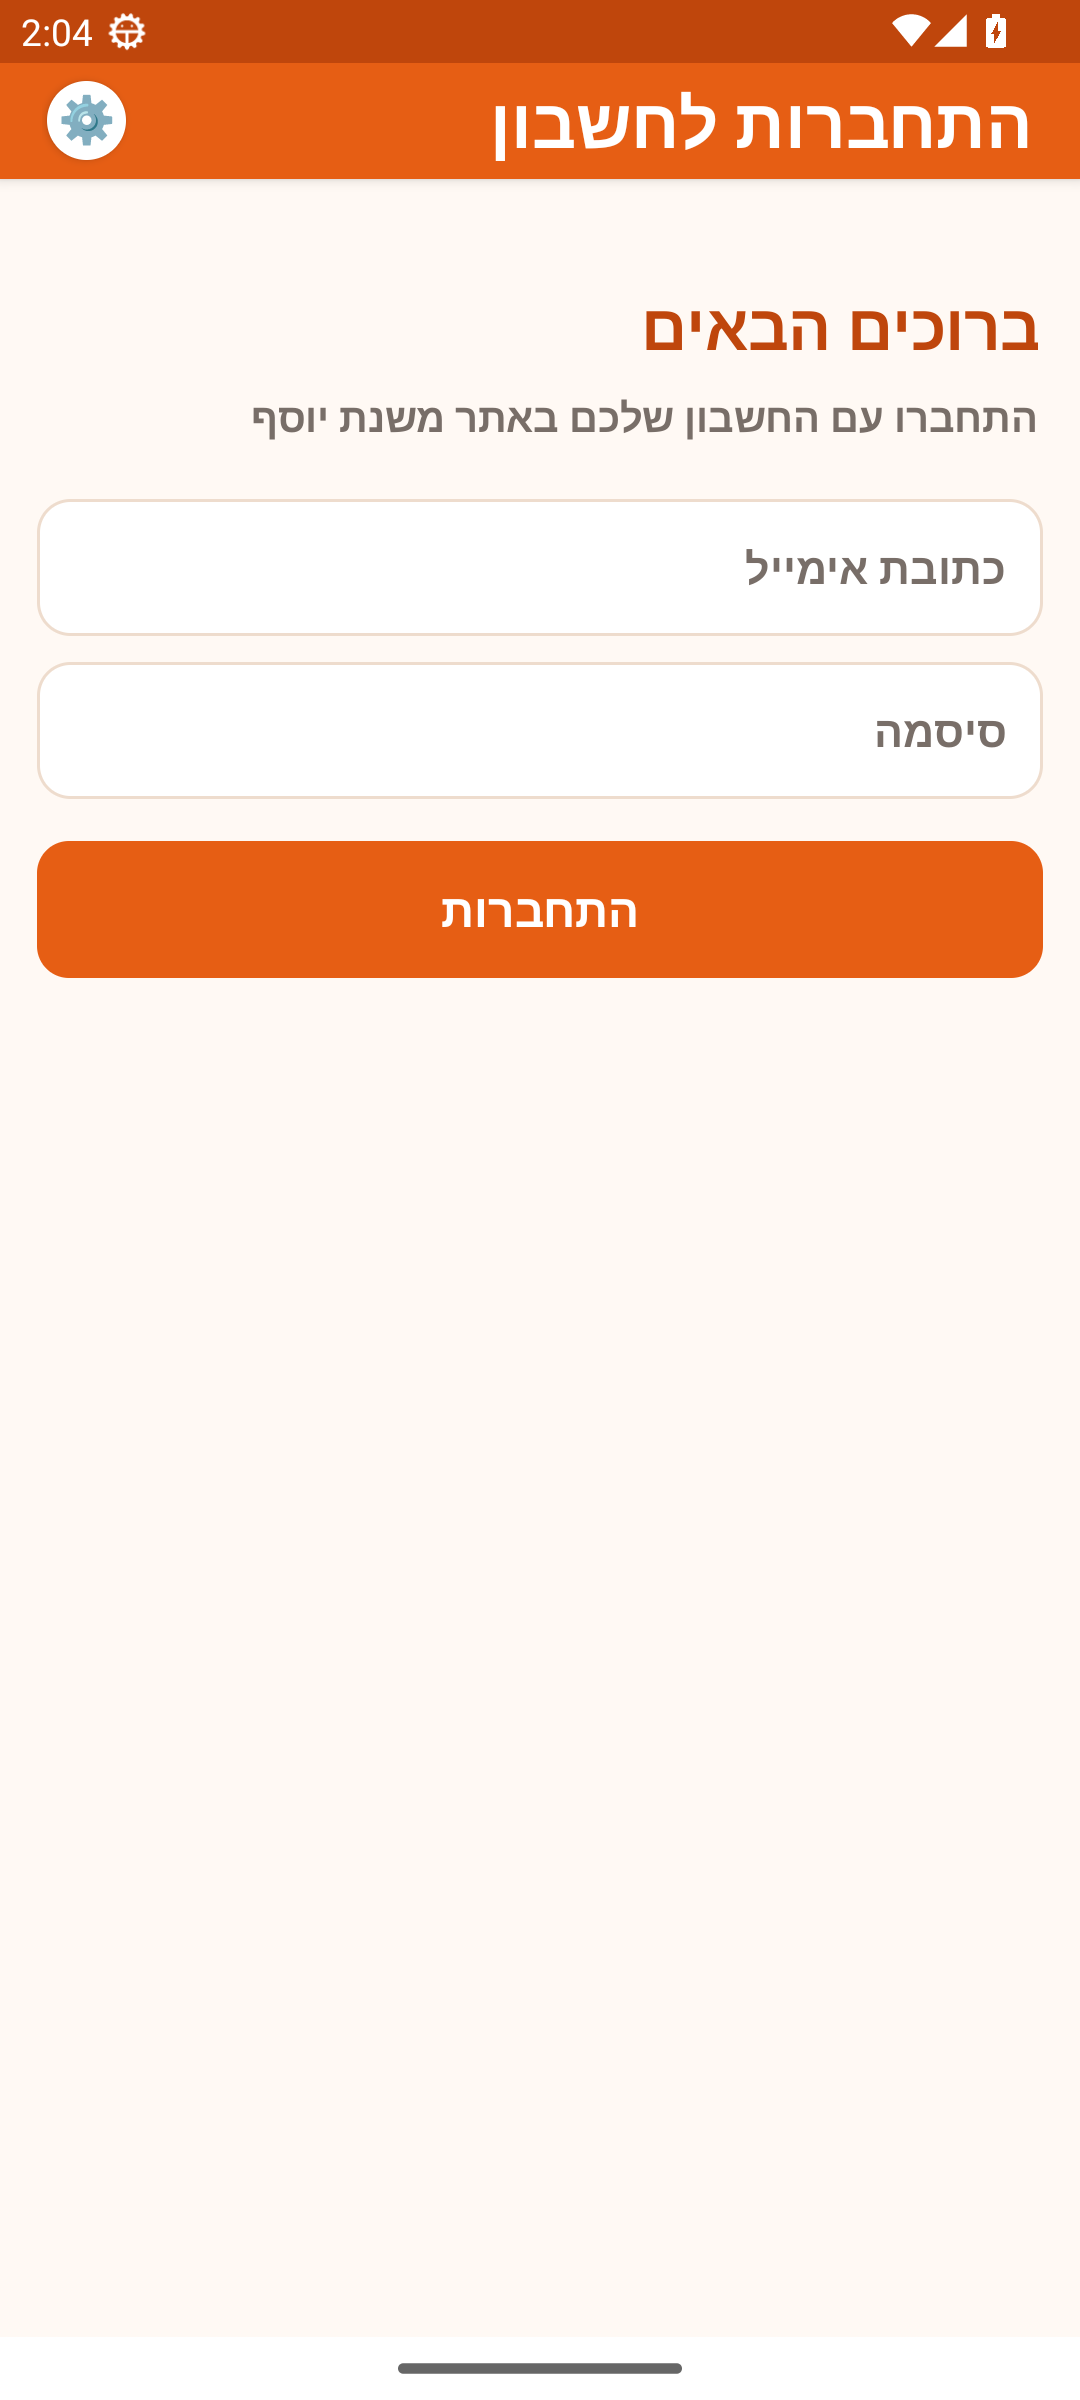 2:04
התחברות לחשבון
ברוכים הבאים
התחברו עם החשבון שלכם באתר משנת יוסף
כתובת אימייל
סיסמה
התחברות